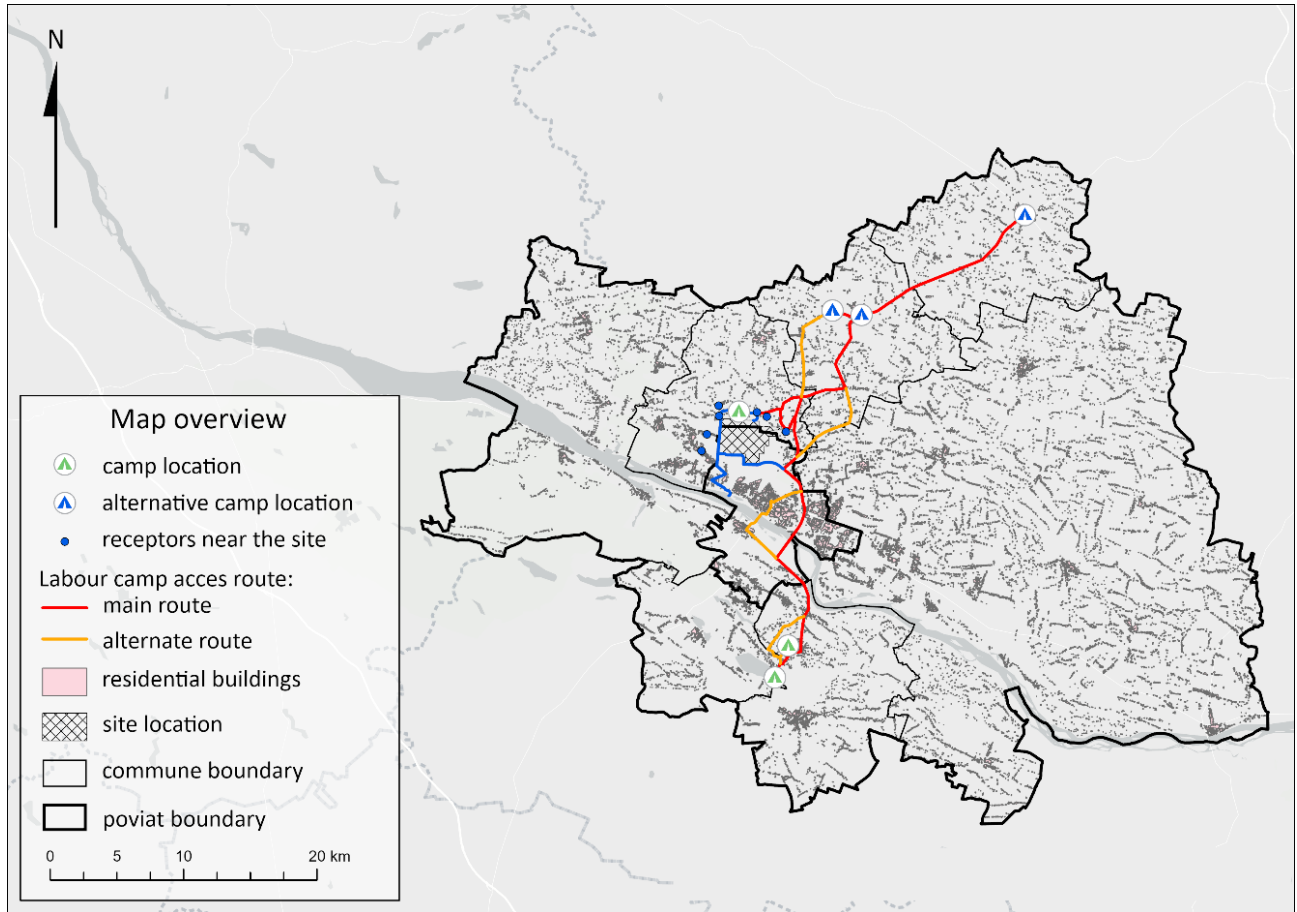 N
Map overview
camp location
alternative camp location
receptors near the site
Labour camp acces route:
main route
alternate route
residential buildings
site location
commune boundary
poviat boundary
0 5 10 20 km